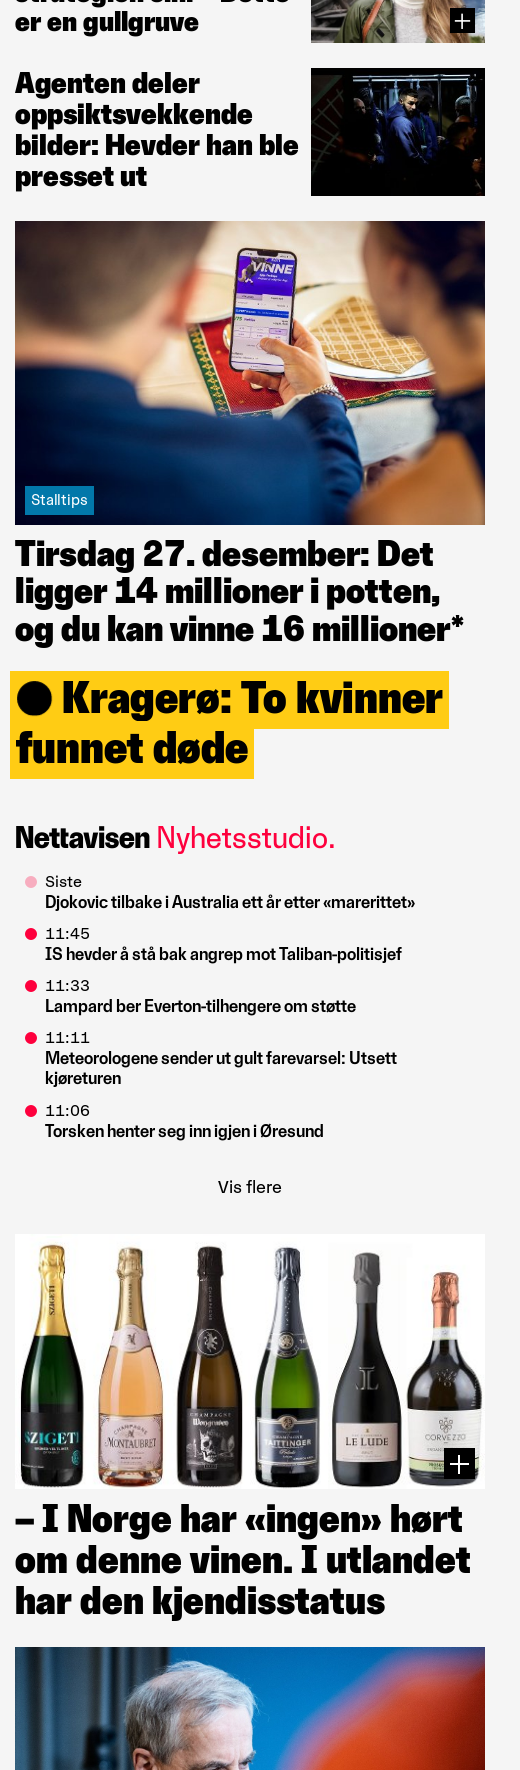 er en gullgruve
Agenten deler
oppsiktsvekkende
bilder: Hevder han ble
presset ut
VINNE
Stalltips
Tirsdag 27. desember: Det
ligger 14 millioner i potten,
og du kan vinne 16 millioner*
Kragerø: To kvinner
funnet døde
Nettavisen Nyhetsstudio.
Siste
Djokovic tilbake i Australia ett år etter «marerittet»
11:45
IS hevder å stå bak angrep mot Taliban-politisjef
11:33
Lampard ber Everton-tilhengere om støtte
11:11
Meteorologene sender ut gult farevarsel: Utsett
kjøreturen
11:06
Torsken henter seg inn igjen i Øresund
Vis flere
SZIGETI
CHAMPAGNE
MONTAUBRET
CHAMPAGNE
CHAMPAGNE
TAITTINGER
LE LUDE
CORVEZZO
– I Norge har «ingen» hørt
om denne vinen. I utlandet
har den kjendisstatus